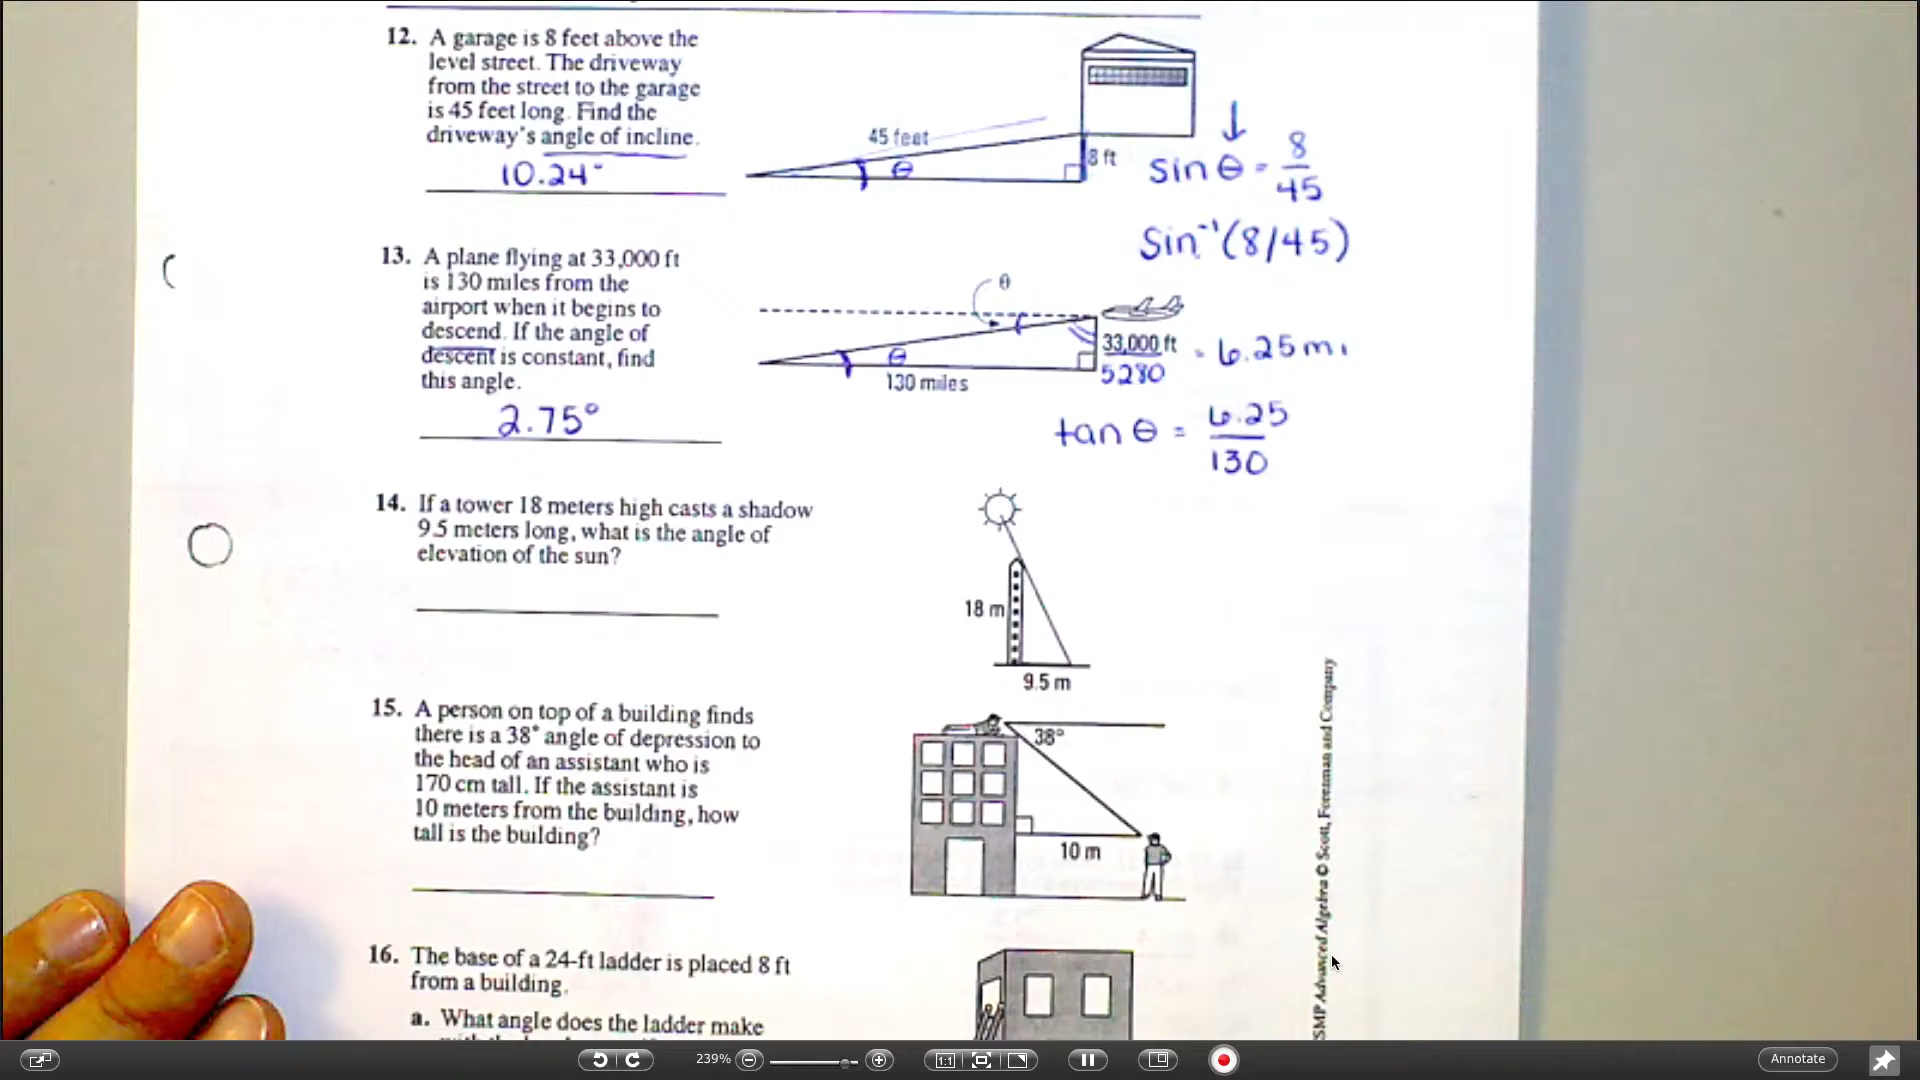 12. A garage is 8 feet above the
level street. The driveway
from the street to the garage
is 45 feet long. Find the
driveway's angle of incline.
10.24°
45 feet
θ
8 ft
sin θ = 8/45
sin⁻¹(8/45)
13. A plane flying at 33,000 ft
is 130 miles from the
airport when it begins to
descend. If the angle of
descent is constant, find
this angle.
2.75°
θ
θ
33,000 ft
5280
= 6.25 mi
130 miles
tan θ = 6.25/130
14. If a tower 18 meters high casts a shadow
9.5 meters long, what is the angle of
elevation of the sun?
18 m
9.5 m
15. A person on top of a building finds
there is a 38° angle of depression to
the head of an assistant who is
170 cm tall. If the assistant is
10 meters from the building, how
tall is the building?
38°
10 m
16. The base of a 24-ft ladder is placed 8 ft
from a building.
a. What angle does the ladder make
SMP Advanced Algebra © Scott, Foresman and Company
239%
1:1
Annotate